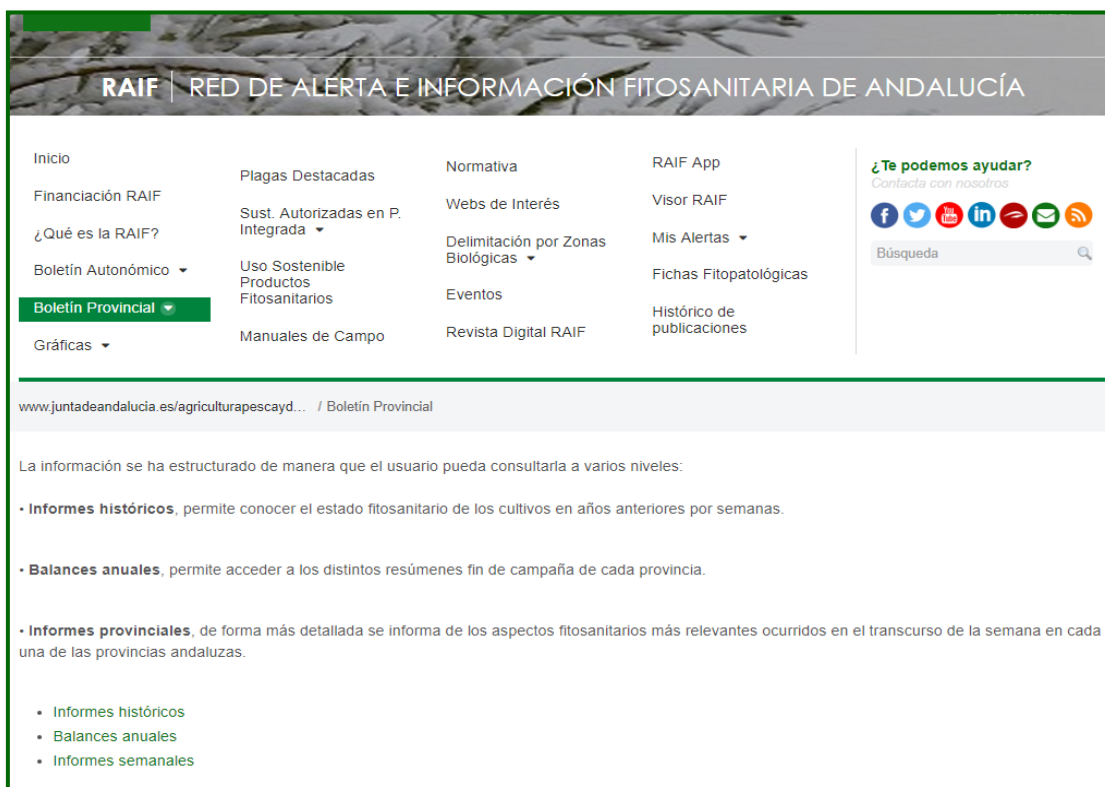 RAIF | RED DE ALERTA E INFORMACIÓN FITOSANITARIA DE ANDALUCÍA
Inicio
Financiación RAIF
¿Qué es la RAIF?
Boletín Autonómico
Boletín Provincial
Gráficas
Plagas Destacadas
Sust. Autorizadas en P.
Integrada
Uso Sostenible
Productos
Fitosanitarios
Manuales de Campo
Normativa
Webs de Interés
Delimitación por Zonas
Biológicas
Eventos
Revista Digital RAIF
RAIF App
Visor RAIF
Mis Alertas
Fichas Fitopatológicas
Histórico de
publicaciones
¿Te podemos ayudar?
Contacta con nosotros
Búsqueda
www.juntadeandalucia.es/agriculturapescayd... / Boletín Provincial
La información se ha estructurado de manera que el usuario pueda consultarla a varios niveles:
• Informes históricos, permite conocer el estado fitosanitario de los cultivos en años anteriores por semanas.
• Balances anuales, permite acceder a los distintos resúmenes fin de campaña de cada provincia.
• Informes provinciales, de forma más detallada se informa de los aspectos fitosanitarios más relevantes ocurridos en el transcurso de la semana en cada
una de las provincias andaluzas.
• Informes históricos
• Balances anuales
• Informes semanales